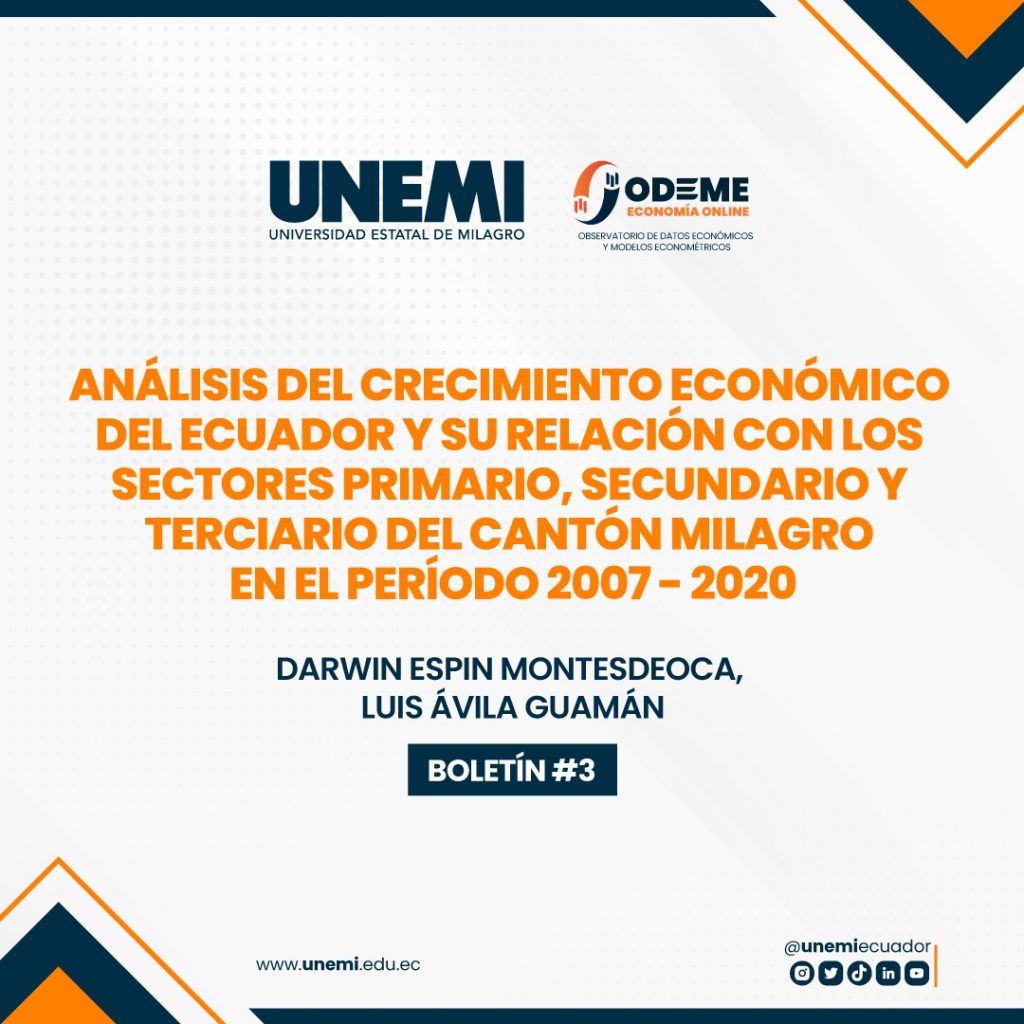 UNEMI
UNIVERSIDAD ESTATAL DE MILAGRO
ODEME
ECONOMÍA ONLINE
OBSERVATORIO DE DATOS ECONÓMICOS
Y MODELOS ECONOMÉTRICOS
ANÁLISIS DEL CRECIMIENTO ECONÓMICO
DEL ECUADOR Y SU RELACIÓN CON LOS
SECTORES PRIMARIO, SECUNDARIO Y
TERCIARIO DEL CANTÓN MILAGRO
EN EL PERÍODO 2007 - 2020
DARWIN ESPIN MONTESDEOCA,
LUIS ÁVILA GUAMÁN
BOLETÍN #3
www.unemi.edu.ec
@unemiecuador